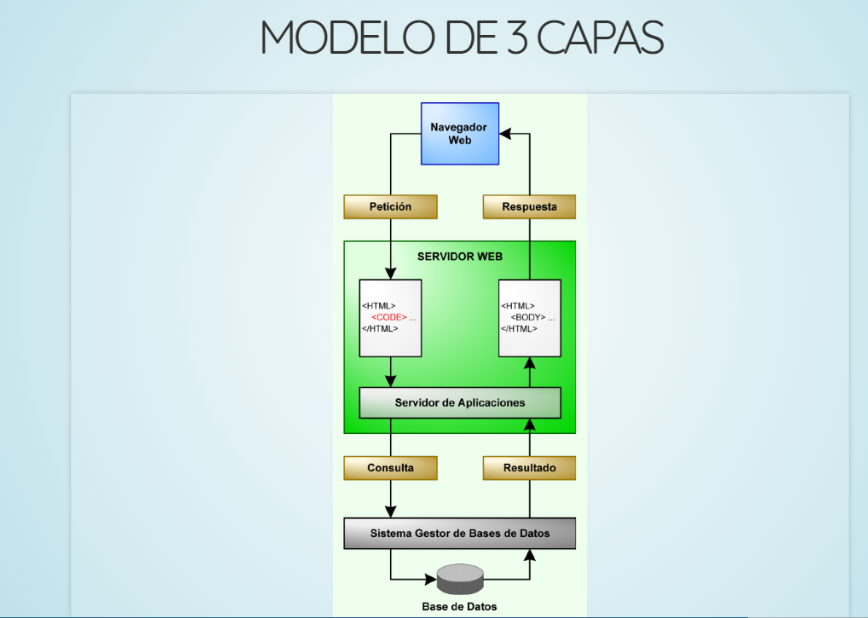 MODELO DE 3 CAPAS
Navegador
Web
Petición
Respuesta
SERVIDOR WEB
<HTML>
<CODE> ...
</HTML>
<HTML>
<BODY> ...
</HTML>
Servidor de Aplicaciones
Consulta
Resultado
Sistema Gestor de Bases de Datos
Base de Datos